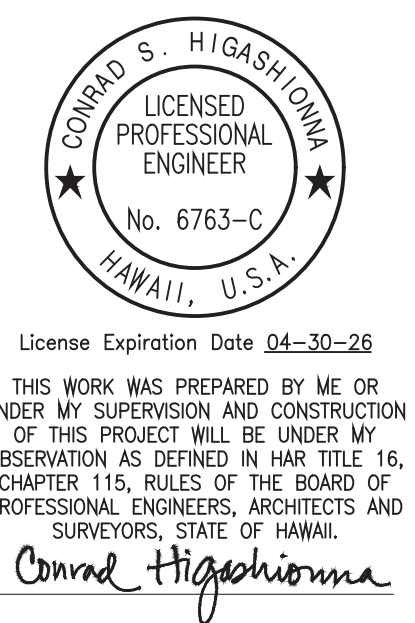 CONRAD S. HIGASHIONNA
LICENSED
PROFESSIONAL
ENGINEER
No. 6763-C
HAWAII, U.S.A.
License Expiration Date 04-30-26
THIS WORK WAS PREPARED BY ME OR
NDER MY SUPERVISION AND CONSTRUCTION
OF THIS PROJECT WILL BE UNDER MY
BSERVATION AS DEFINED IN HAR TITLE 16,
CHAPTER 115, RULES OF THE BOARD OF
ROFESSIONAL ENGINEERS, ARCHITECTS AND
SURVEYORS, STATE OF HAWAII.
Conrad Higashionna